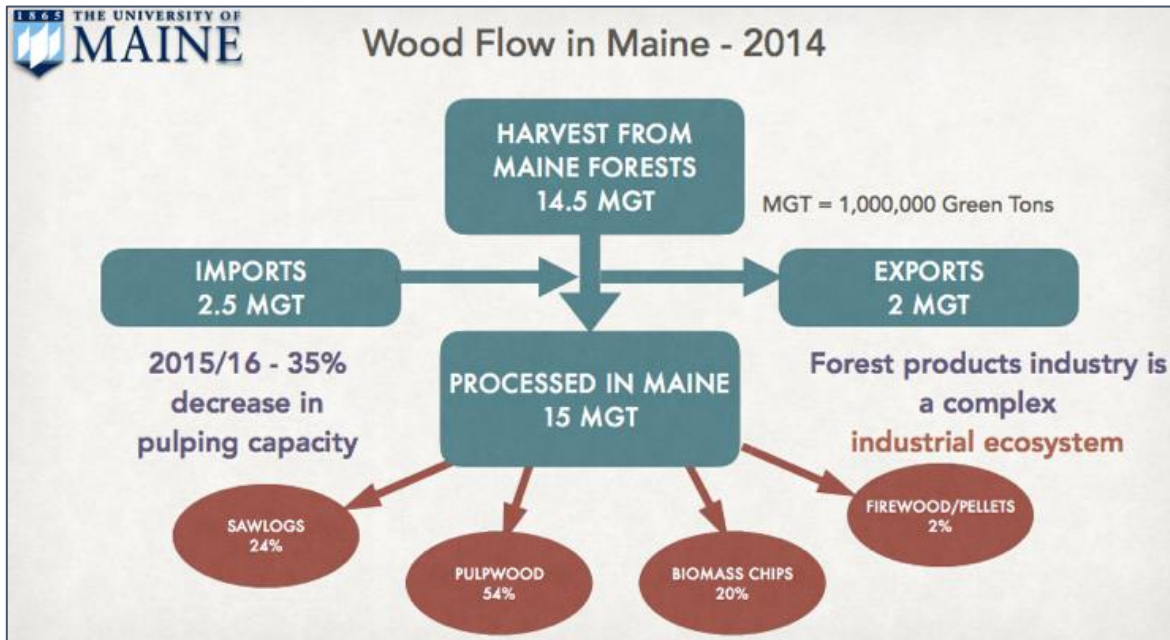 1865 THE UNIVERSITY OF
MAINE
Wood Flow in Maine - 2014
HARVEST FROM
MAINE FORESTS
14.5 MGT
MGT = 1,000,000 Green Tons
IMPORTS
2.5 MGT
EXPORTS
2 MGT
2015/16 - 35%
decrease in
pulping capacity
PROCESSED IN MAINE
15 MGT
Forest products industry is
a complex
industrial ecosystem
SAWLOGS
24%
PULPWOOD
54%
BIOMASS CHIPS
20%
FIREWOOD/PELLETS
2%